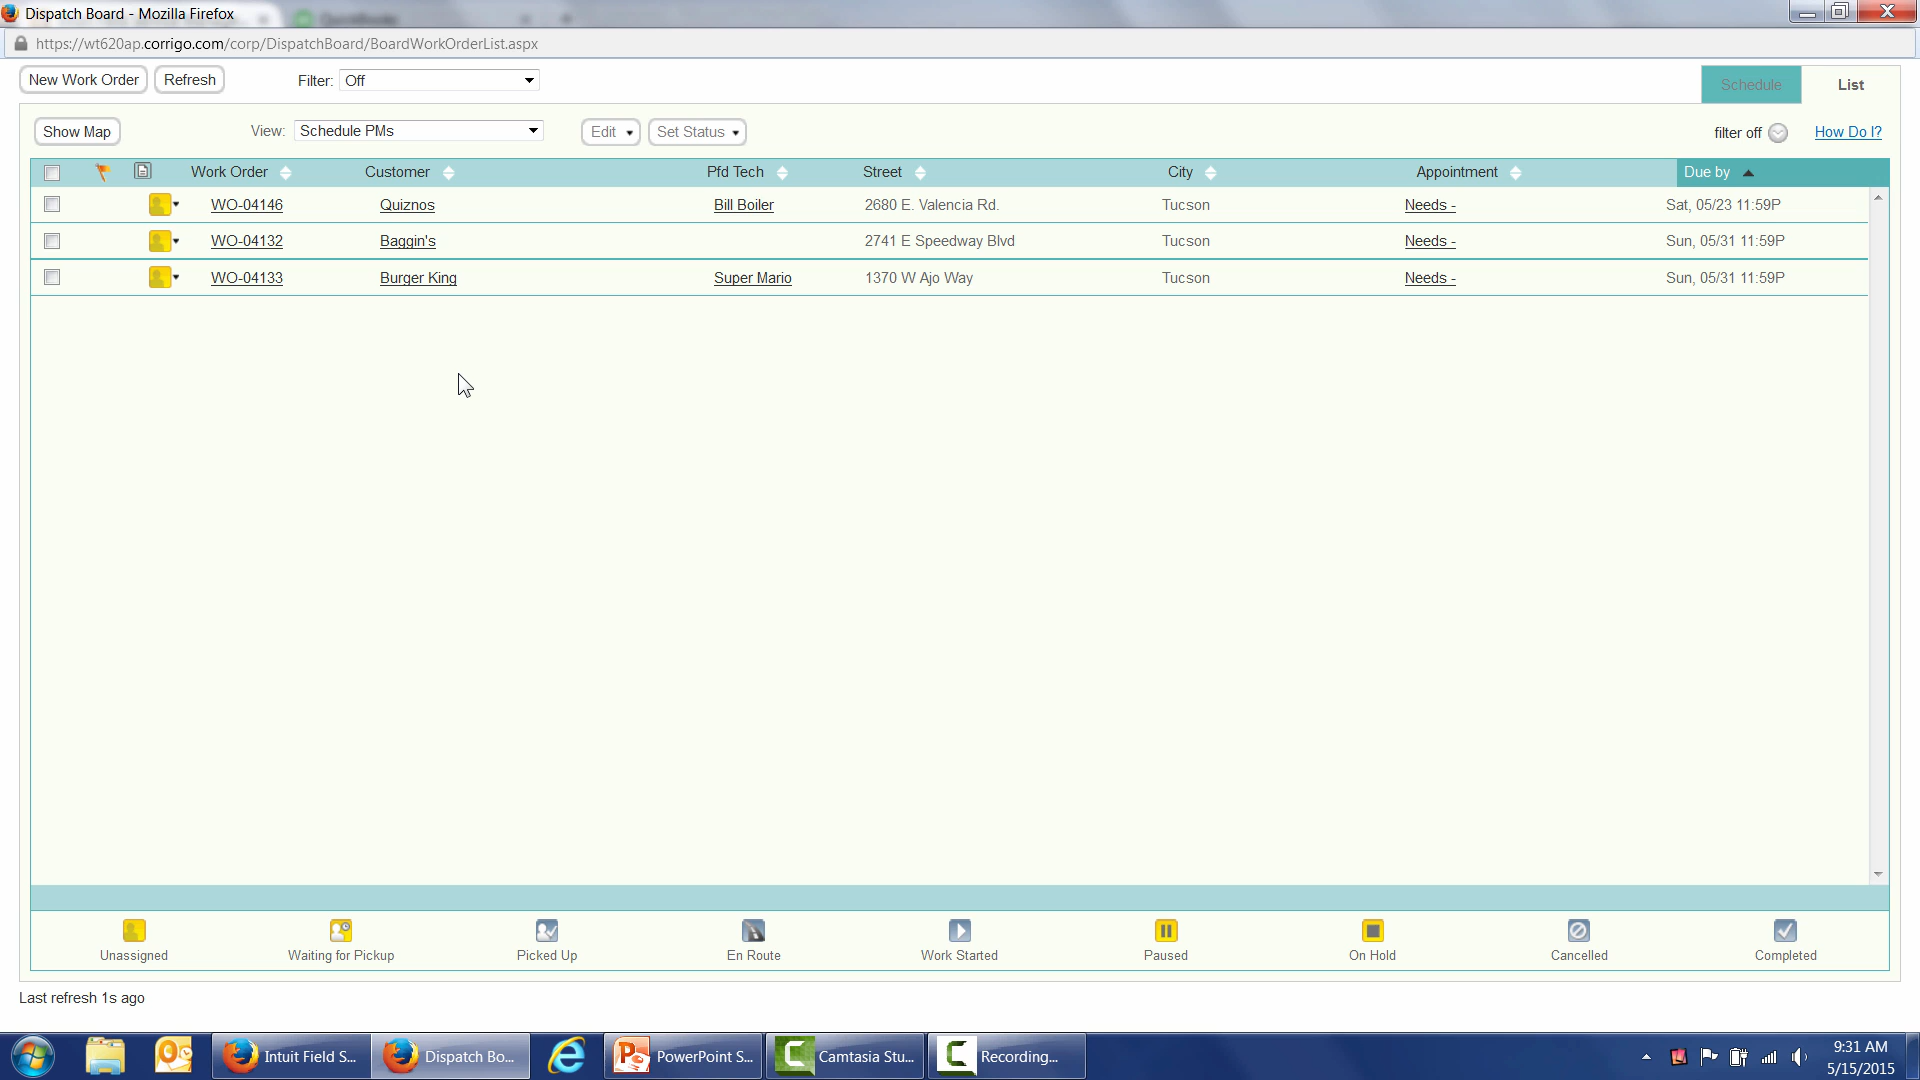 Dispatch Board - Mozilla Firefox
https://wt620ap.corrigo.com/corp/DispatchBoard/BoardWorkOrderList.aspx
New Work Order Refresh Filter: Off Schedule List
Show Map View: Schedule PMs Edit Set Status filter off How Do I?
Work Order Customer Pfd Tech Street City Appointment Due by
WO-04146 Quiznos Bill Boiler 2680 E. Valencia Rd. Tucson Needs - Sat, 05/23 11:59P
WO-04132 Baggin's 2741 E Speedway Blvd Tucson Needs - Sun, 05/31 11:59P
WO-04133 Burger King Super Mario 1370 W Ajo Way Tucson Needs - Sun, 05/31 11:59P
Unassigned Waiting for Pickup Picked Up En Route Work Started Paused On Hold Cancelled Completed
Last refresh 1s ago
Intuit Field S... Dispatch Bo... PowerPoint S... Camtasia Stu... Recording... 9:31 AM
5/15/2015